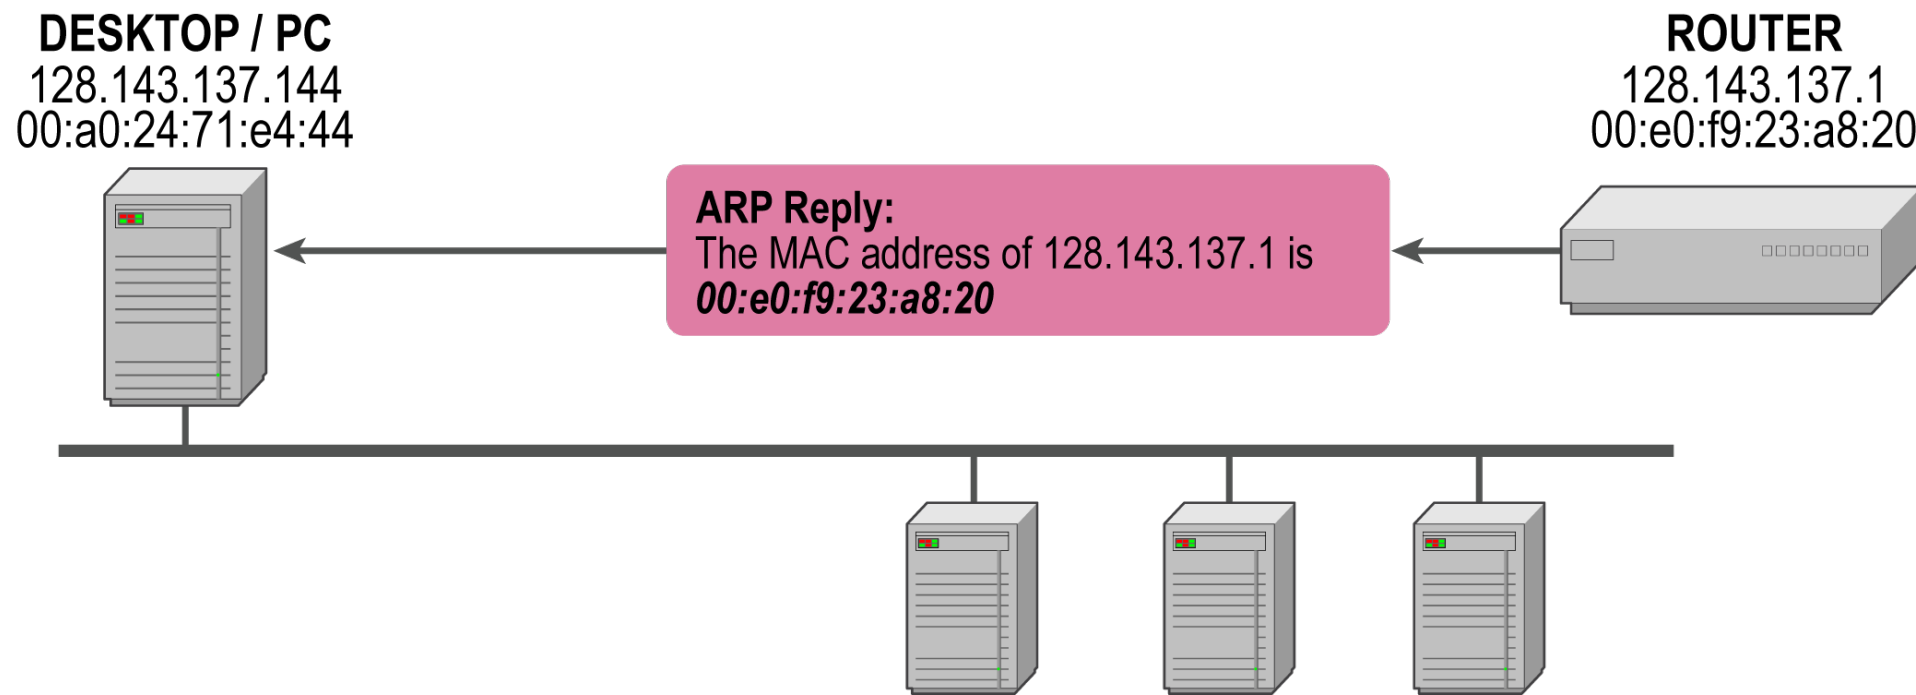 DESKTOP / PC
128.143.137.144
00:a0:24:71:e4:44
ROUTER
128.143.137.1
00:e0:f9:23:a8:20
ARP Reply:
The MAC address of 128.143.137.1 is
00:e0:f9:23:a8:20